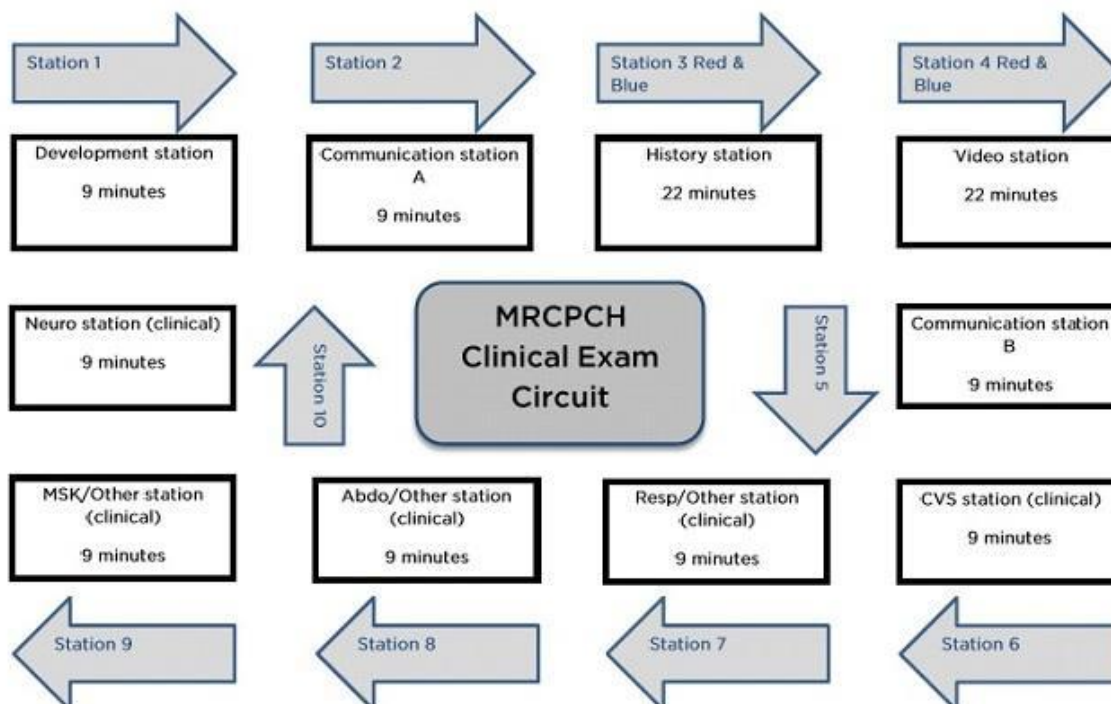 Station 1
Station 2
Station 3 Red &
Blue
Station 4 Red &
Blue
Development station
9 minutes
Communication station
A
9 minutes
History station
22 minutes
Video station
22 minutes
Neuro station (clinical)
9 minutes
Station 10
MRCPCH
Clinical Exam
Circuit
Station 5
Communication station
B
9 minutes
MSK/Other station
(clinical)
9 minutes
Abdo/Other station
(clinical)
9 minutes
Resp/Other station
(clinical)
9 minutes
CVS station (clinical)
9 minutes
Station 9
Station 8
Station 7
Station 6